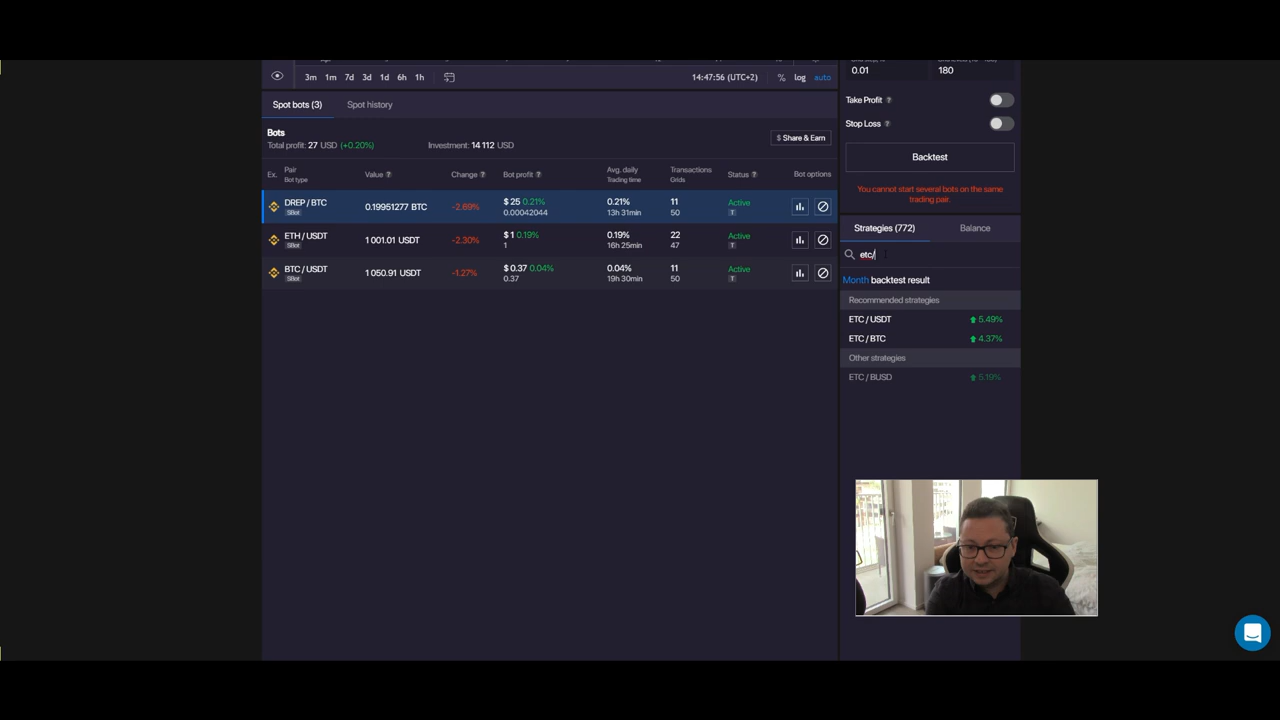 3m 1m 7d 3d 1d 6h 1h 14:47:56 (UTC+2) % log auto
0.01 180
Take Profit ?
Stop Loss ?
Backtest
You cannot start several bots on the same
trading pair.
Spot bots (3) Spot history
Bots
Total profit: 27 USD (+0.20%) Investment: 14 112 USD
$ Share & Earn
Ex. Pair Value ? Change ? Bot profit ? Avg. daily Transactions Status ? Bot options
Bot type Trading time Grids
DREP / BTC 0.19951277 BTC -2.69% $ 25 0.21% 0.21% 11 Active
SBot 0.00042044 13h 31min 50 T
ETH / USDT 1 001.01 USDT -2.30% $ 1 0.19% 0.19% 22 Active
SBot 1 16h 25min 47 T
BTC / USDT 1 050.91 USDT -1.27% $ 0.37 0.04% 0.04% 11 Active
SBot 0.37 19h 30min 50 T
Strategies (772) Balance
etc/
Month backtest result
Recommended strategies
ETC / USDT 5.49%
ETC / BTC 4.37%
Other strategies
ETC / BUSD 5.19%